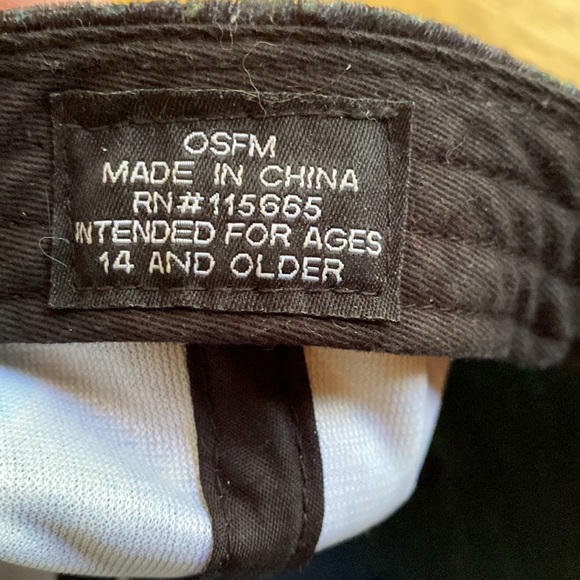 OSFM
MADE IN CHINA
RN#115665
INTENDED FOR AGES
14 AND OLDER